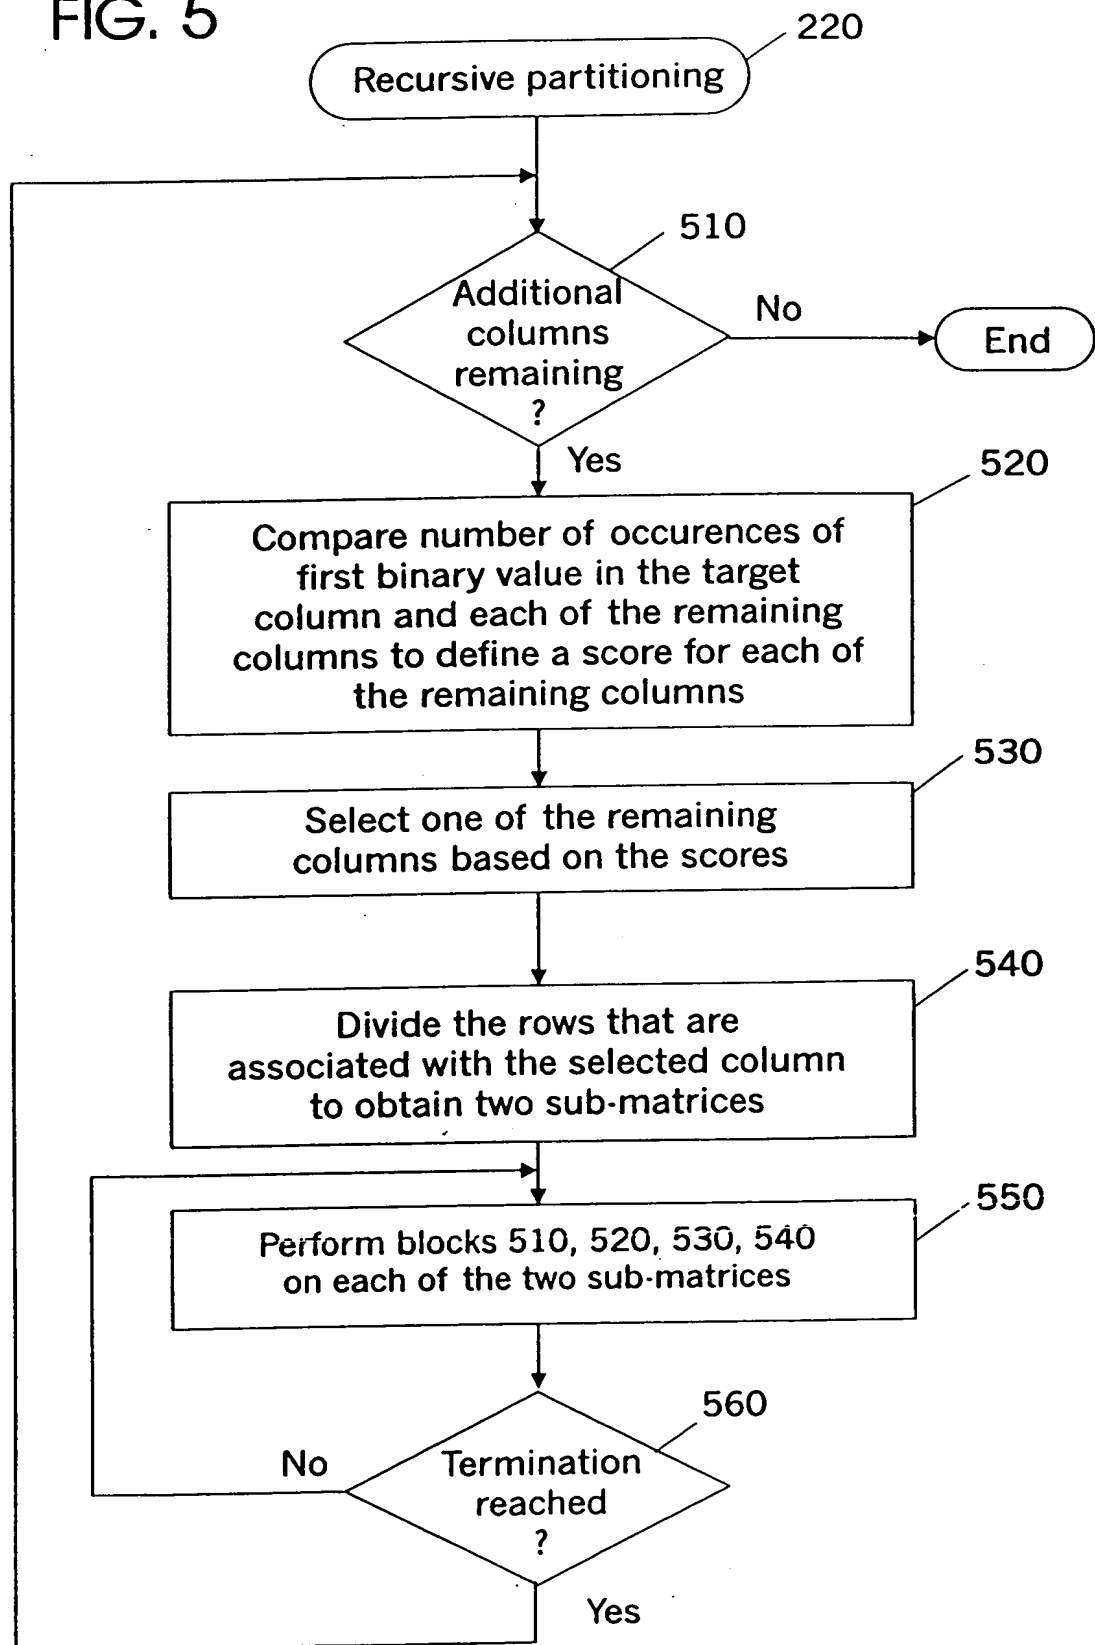 FIG. 5
220
Recursive partitioning
510
Additional
columns
remaining
?
No
End
Yes
520
Compare number of occurences of
first binary value in the target
column and each of the remaining
columns to define a score for each of
the remaining columns
530
Select one of the remaining
columns based on the scores
540
Divide the rows that are
associated with the selected column
to obtain two sub-matrices
550
Perform blocks 510, 520, 530, 540
on each of the two sub-matrices
560
No
Termination
reached
?
Yes